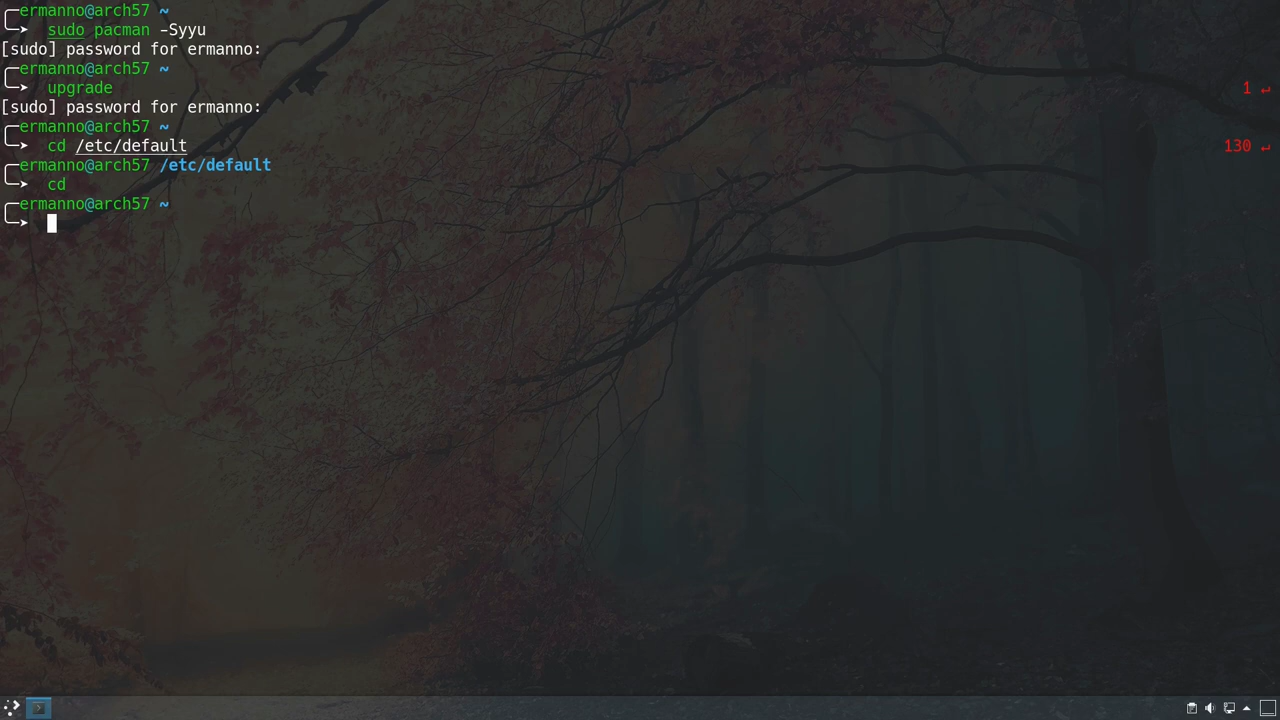 ermanno@arch57 ~
➤ sudo pacman -Syyu
[sudo] password for ermanno:
ermanno@arch57 ~
➤ upgrade 1 ↵
[sudo] password for ermanno:
ermanno@arch57 ~
➤ cd /etc/default 130 ↵
ermanno@arch57 /etc/default
➤ cd
ermanno@arch57 ~
➤